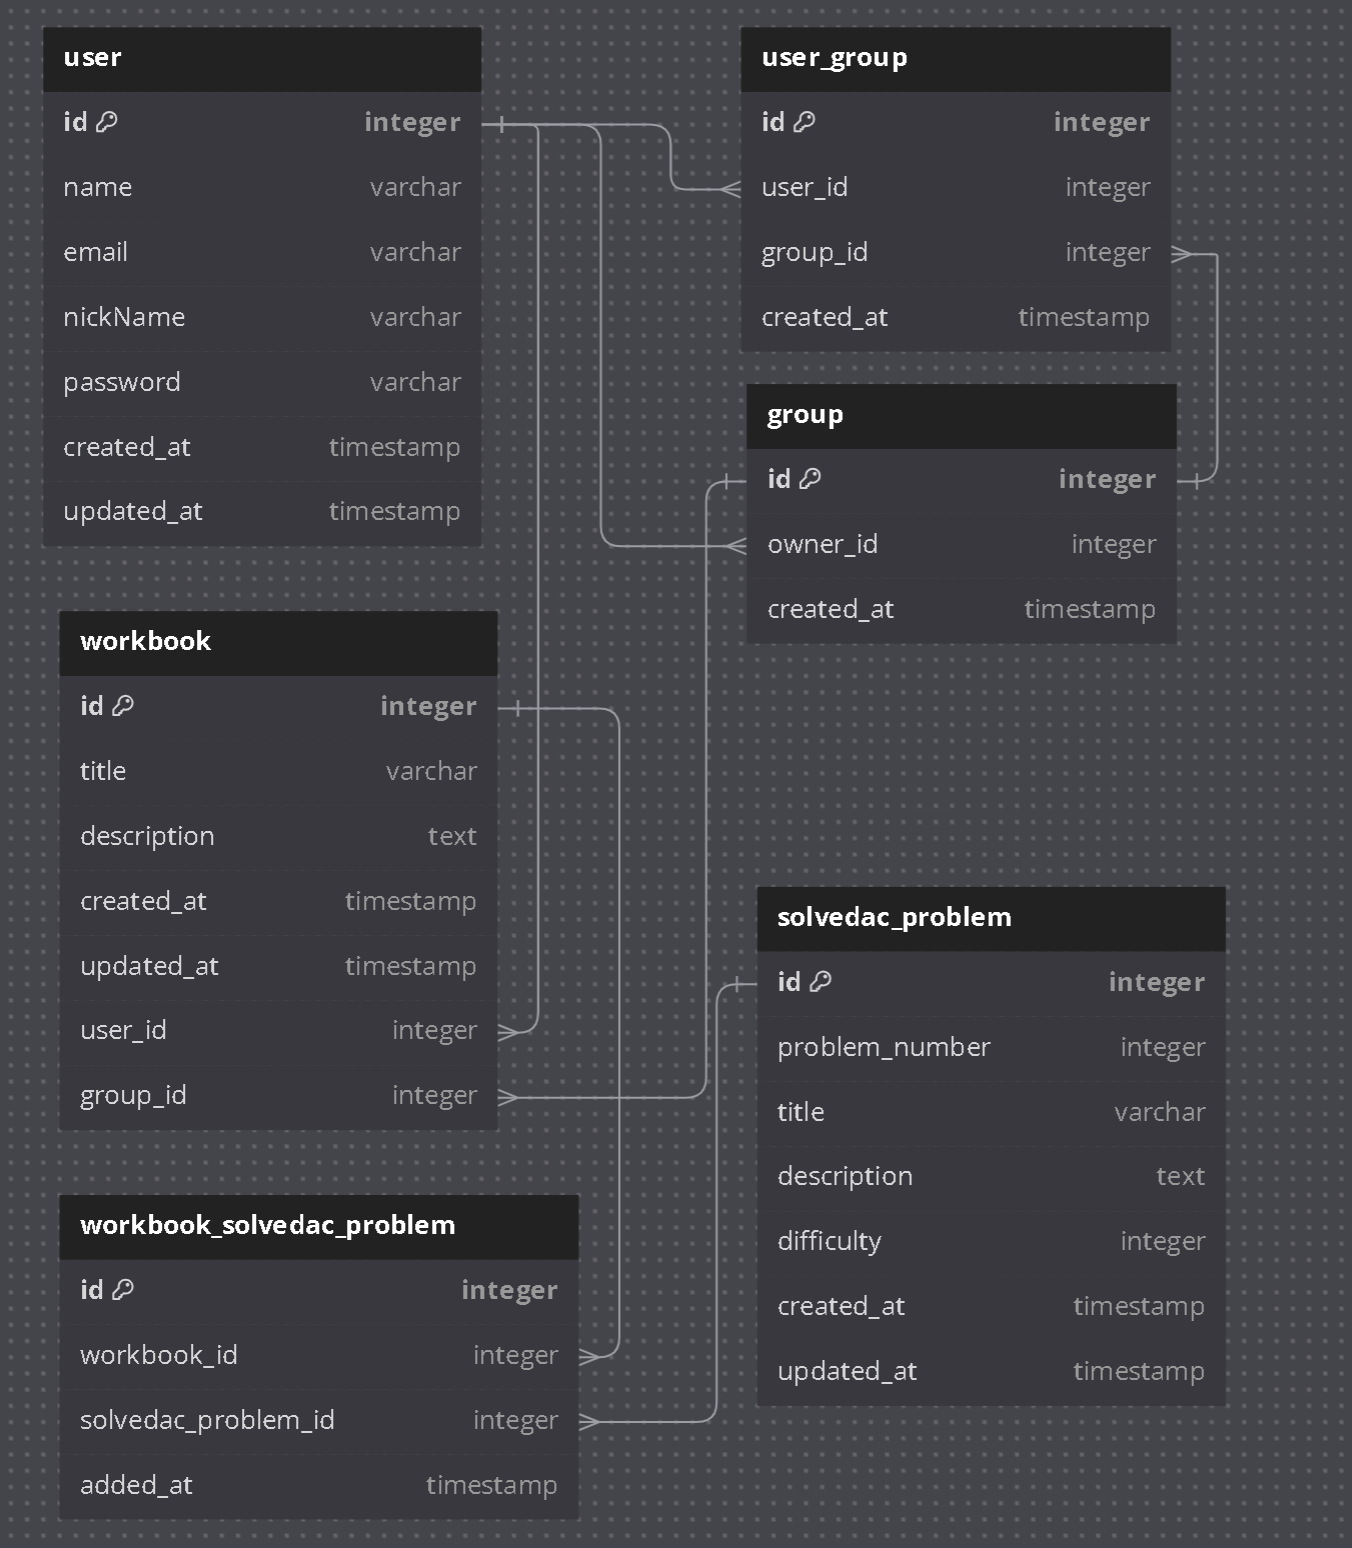 user
id integer
name varchar
email varchar
nickName varchar
password varchar
created_at timestamp
updated_at timestamp
user_group
id integer
user_id integer
group_id integer
created_at timestamp
group
id integer
owner_id integer
created_at timestamp
workbook
id integer
title varchar
description text
created_at timestamp
updated_at timestamp
user_id integer
group_id integer
solvedac_problem
id integer
problem_number integer
title varchar
description text
difficulty integer
created_at timestamp
updated_at timestamp
workbook_solvedac_problem
id integer
workbook_id integer
solvedac_problem_id integer
added_at timestamp